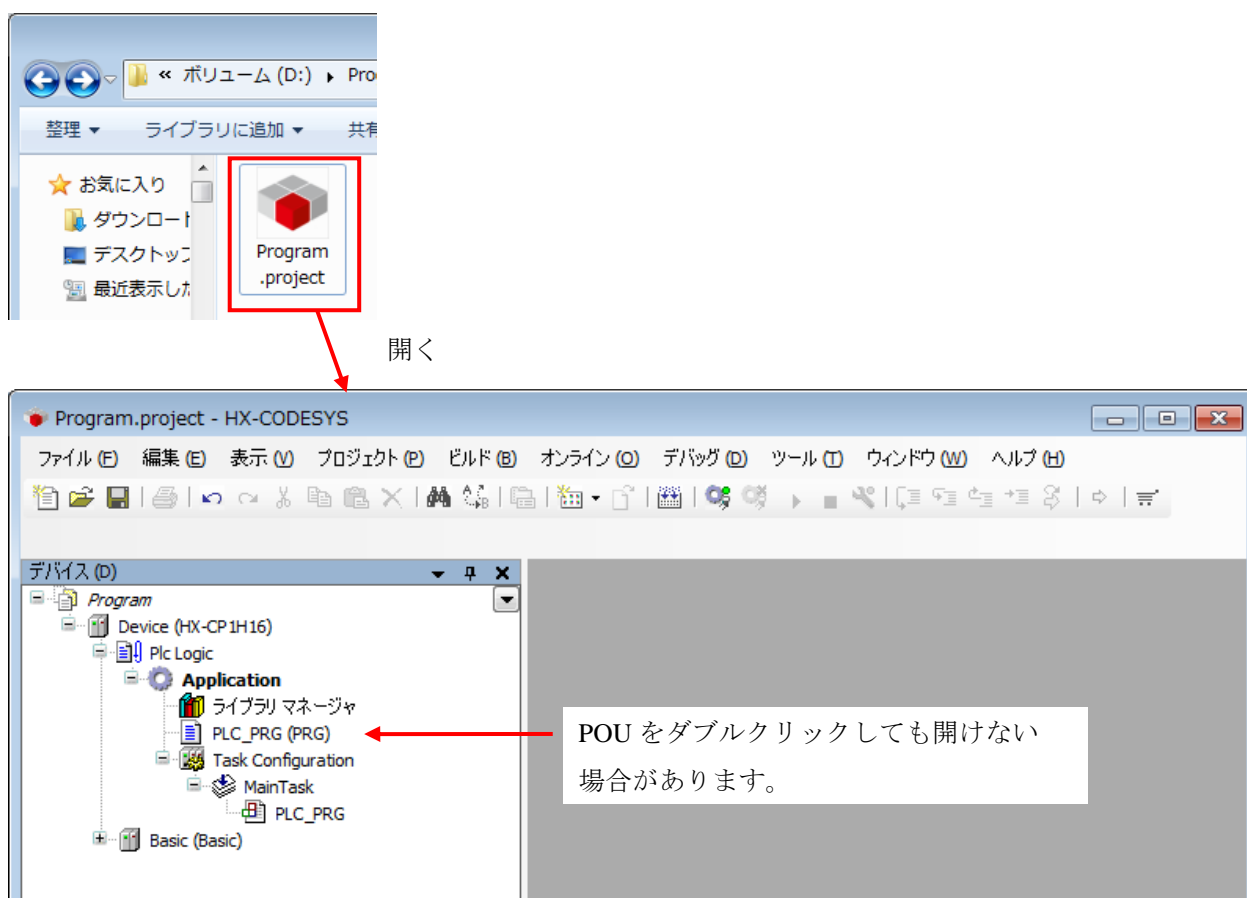 « ボリューム (D:) ▸ Pro
整理 ▼ ライブラリに追加 ▼ 共有
お気に入り
ダウンロード
デスクトップ
最近表示した
Program
.project
開く
Program.project - HX-CODESYS
ファイル (F) 編集 (E) 表示 (V) プロジェクト (P) ビルド (B) オンライン (O) デバッグ (D) ツール (T) ウィンドウ (W) ヘルプ (H)
デバイス (D)
Program
Device (HX-CP1H16)
Plc Logic
Application
ライブラリ マネージャ
PLC_PRG (PRG)
Task Configuration
MainTask
PLC_PRG
Basic (Basic)
POU をダブルクリックしても開けない
場合があります。